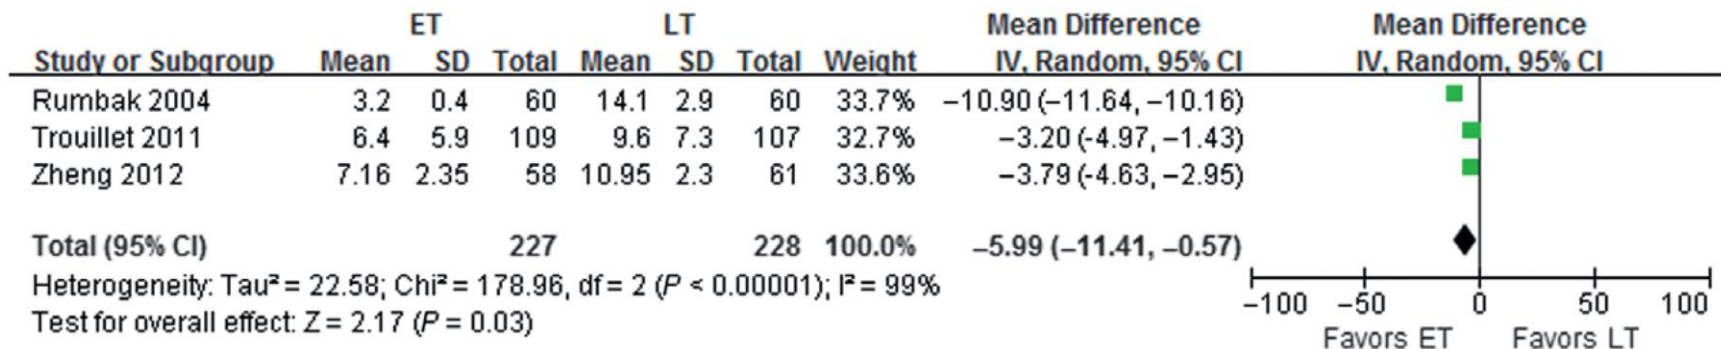 ET LT Mean Difference Mean Difference
Study or Subgroup Mean SD Total Mean SD Total Weight IV, Random, 95% CI IV, Random, 95% CI
Rumbak 2004 3.2 0.4 60 14.1 2.9 60 33.7% −10.90 (−11.64, −10.16)
Trouillet 2011 6.4 5.9 109 9.6 7.3 107 32.7% −3.20 (-4.97, −1.43)
Zheng 2012 7.16 2.35 58 10.95 2.3 61 33.6% −3.79 (-4.63, −2.95)
Total (95% CI) 227 228 100.0% −5.99 (−11.41, −0.57)
Heterogeneity: Tau² = 22.58; Chi² = 178.96, df = 2 (P < 0.00001); I² = 99%
Test for overall effect: Z = 2.17 (P = 0.03)
−100 −50 0 50 100
Favors ET Favors LT